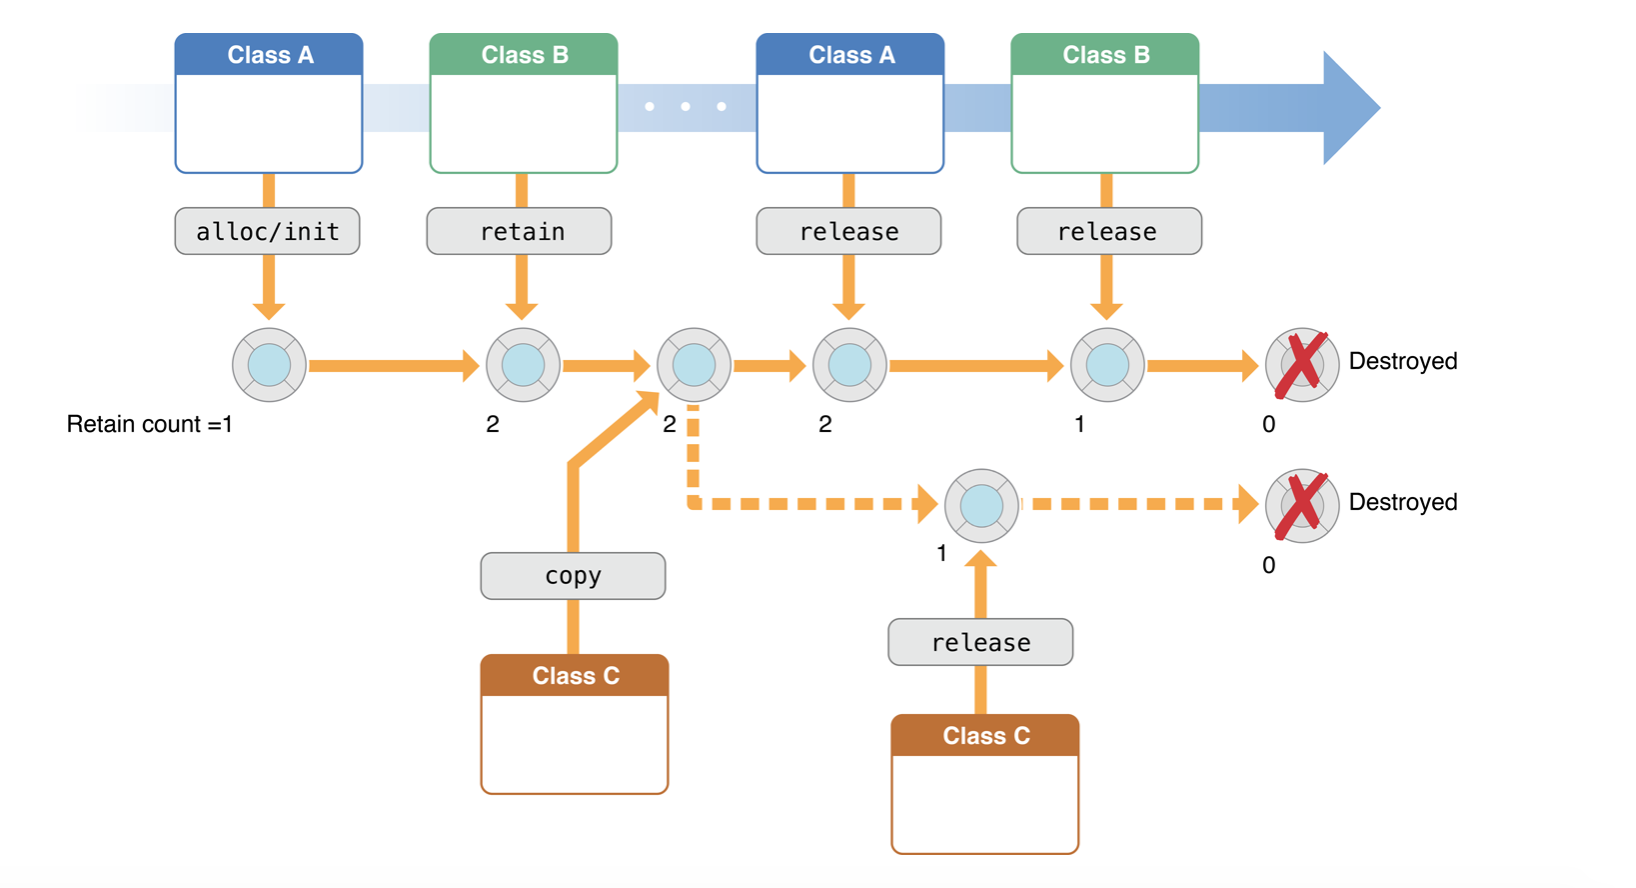 Class A
Class B
Class A
Class B
alloc/init
retain
release
release
Destroyed
Retain count =1
2
2
2
1
0
Destroyed
1
0
copy
release
Class C
Class C